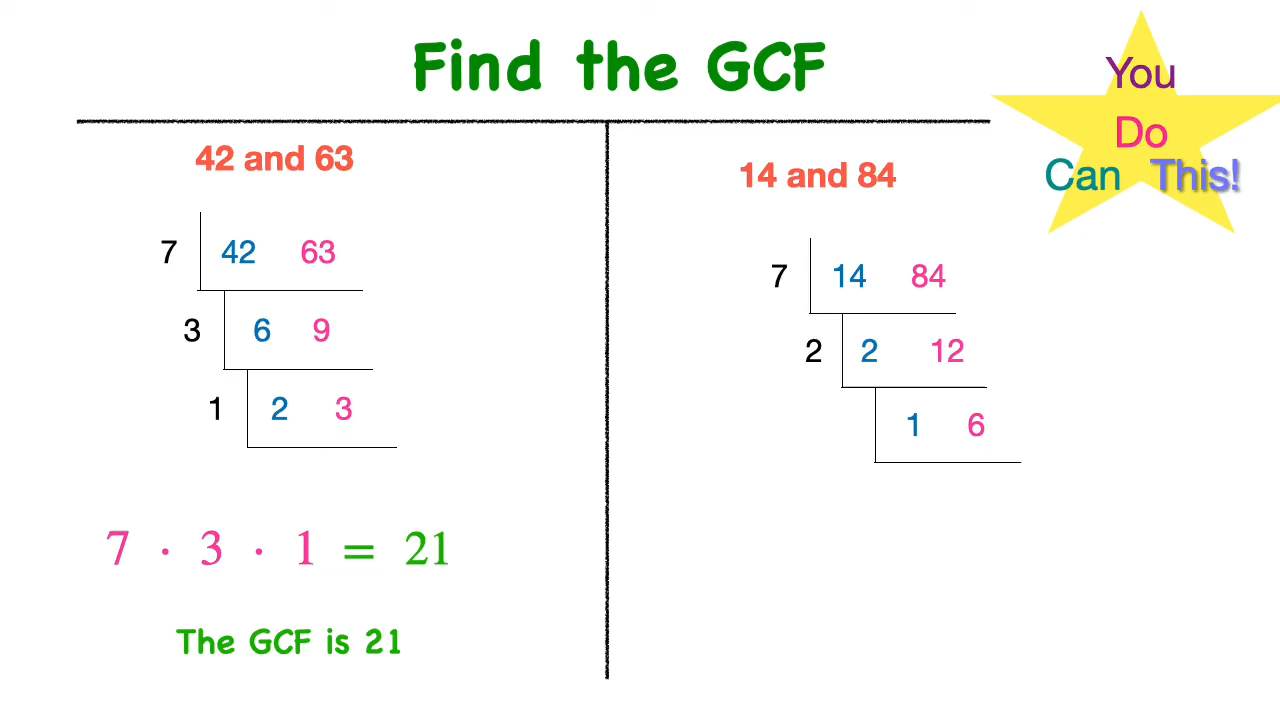 Find the GCF
You
Do
Can This!
42 and 63
7 42 63
3 6 9
1 2 3
7 · 3 · 1 = 21
The GCF is 21
14 and 84
7 14 84
2 2 12
1 6